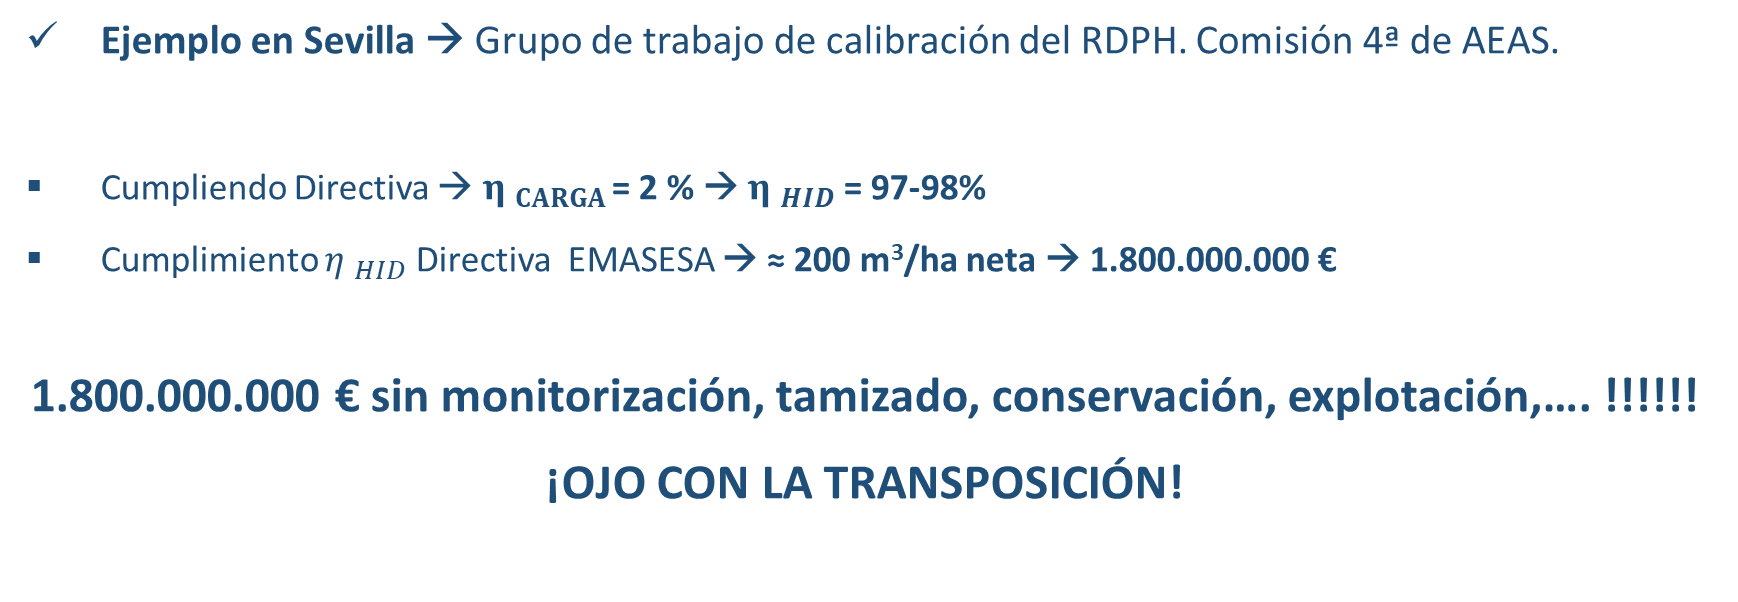 ✓ Ejemplo en Sevilla → Grupo de trabajo de calibración del RDPH. Comisión 4ª de AEAS.
▪ Cumpliendo Directiva → η CARGA = 2 % → η HID = 97-98%
▪ Cumplimiento η HID Directiva EMASESA → ≈ 200 m³/ha neta → 1.800.000.000 €
1.800.000.000 € sin monitorización, tamizado, conservación, explotación,…. !!!!!!
¡OJO CON LA TRANSPOSICIÓN!